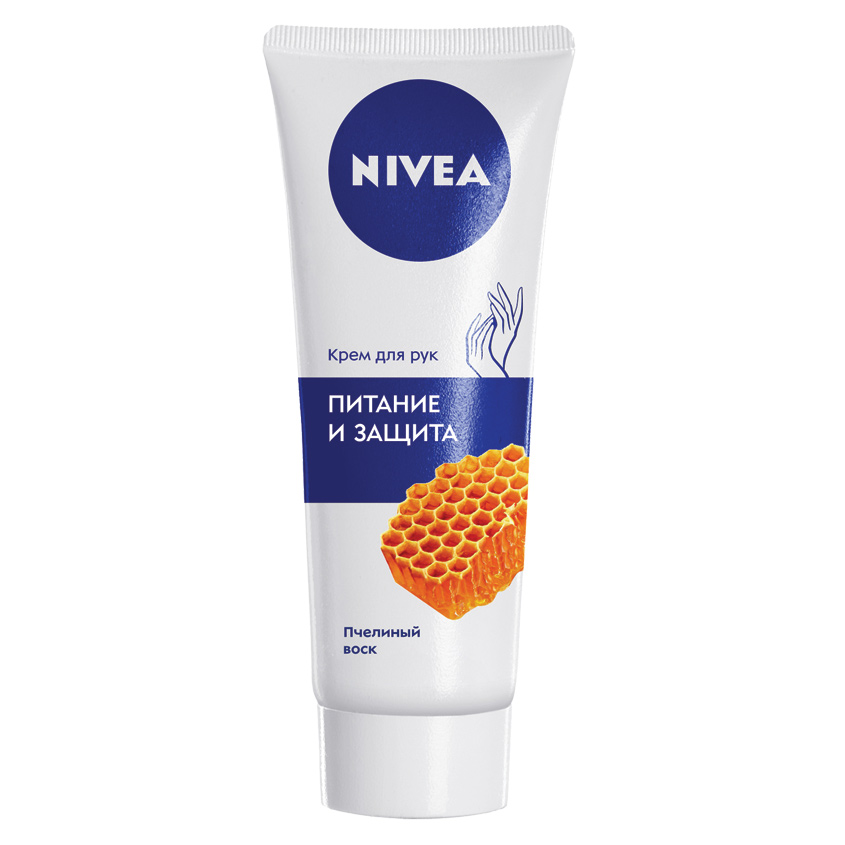 NIVEA
Крем для рук
ПИТАНИЕ
И ЗАЩИТА
Пчелиный
воск